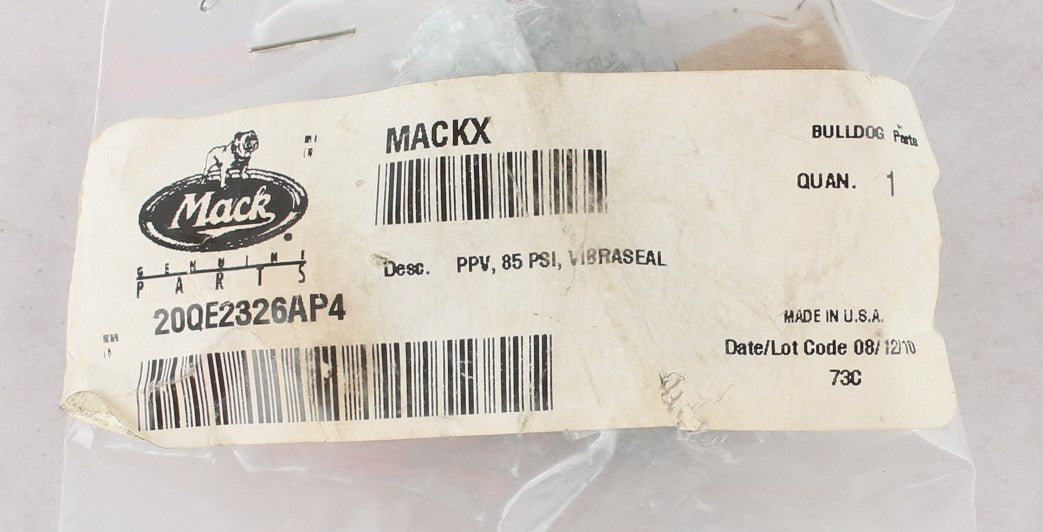 MACKX
BULLDOG Parts
QUAN. 1
Mack
GENUINE
PARTS
Desc. PPV, 85 PSI, VIBRASEAL
20QE2326AP4
MADE IN U.S.A.
Date/Lot Code 08/12/10
73C